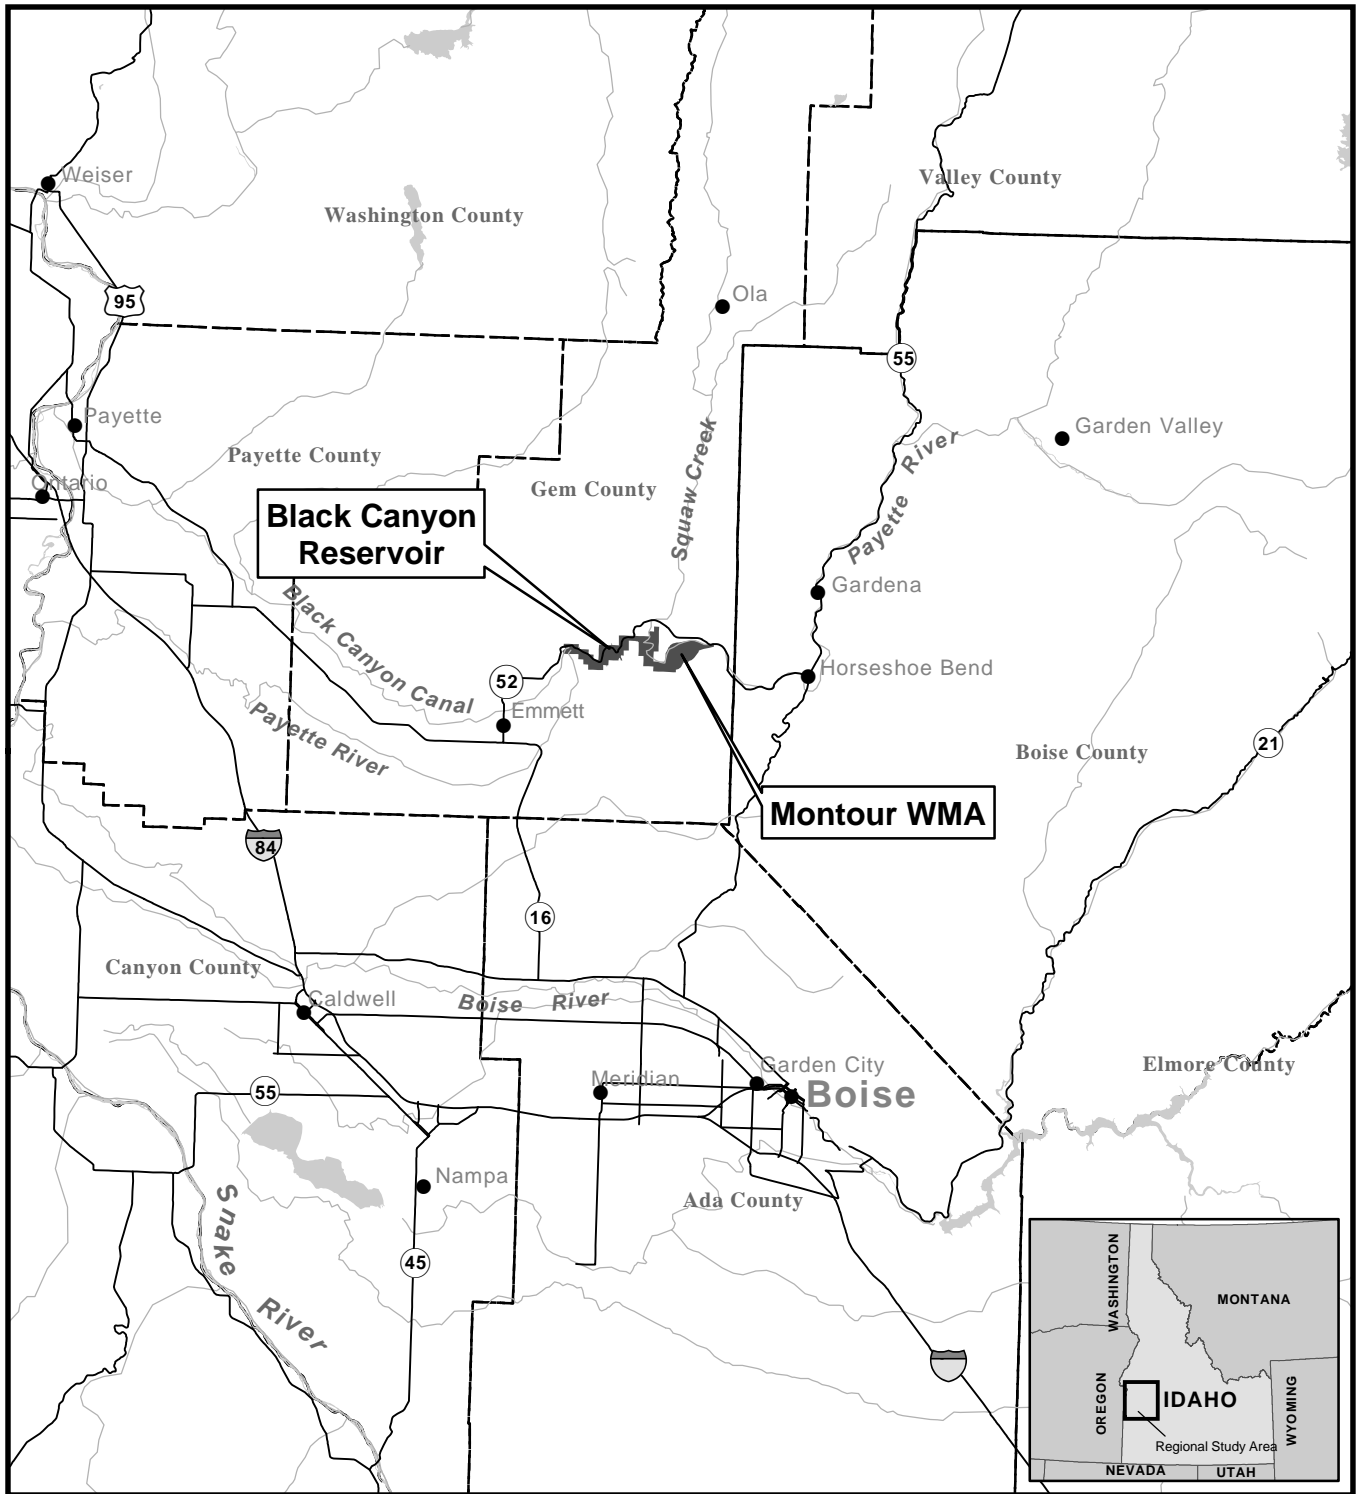 Weiser
Washington County
Valley County
95
Ola
55
Payette
Payette County
Garden Valley
Ontario
Gem County
Squaw Creek
Payette River
Black Canyon
Reservoir
Gardena
Black Canyon Canal
Horseshoe Bend
52
Emmett
Payette River
Boise County
21
Montour WMA
84
16
Canyon County
Caldwell
Boise River
Elmore County
Garden City
Meridian
Boise
55
Nampa
Ada County
Snake River
45
WASHINGTON
MONTANA
OREGON
IDAHO
WYOMING
Regional Study Area
NEVADA
UTAH